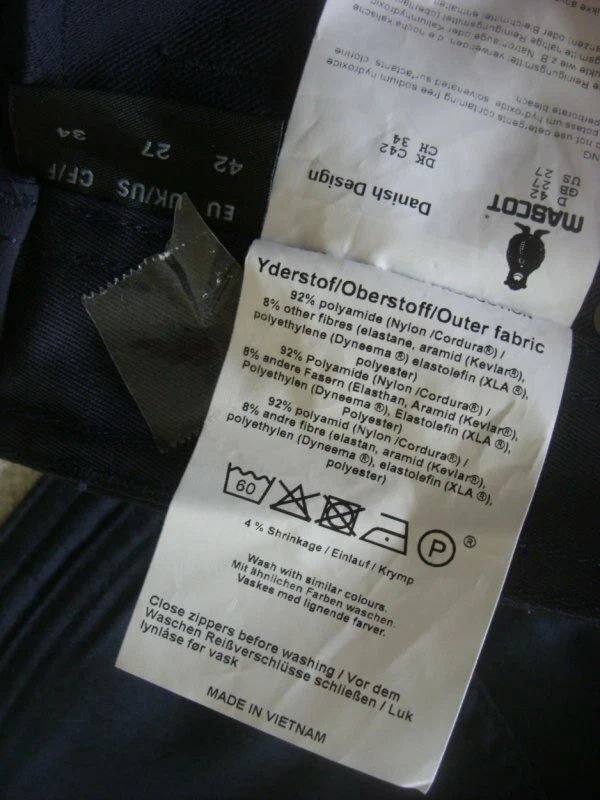 Yderstof/Oberstoff/Outer fabric
92% polyamide (Nylon /Cordura®) /
8% other fibres (elastane, aramid (Kevlar®),
polyethylene (Dyneema ®) elastolefin (XLA ®),
polyester)
92% Polyamide (Nylon /Cordura®) /
8% andere Fasern (Elasthan, Aramid (Kevlar®),
Polyethylen (Dyneema ®), Elastolefin (XLA ®),
Polyester)
92% polyamid (Nylon /Cordura®) /
8% andre fibre (elastan, aramid (Kevlar®),
polyethylen (Dyneema ®), elastolefin (XLA ®),
polyester)
60
P ®
4 % Shrinkage / Einlauf / Krymp
Wash with similar colours.
Mit ähnlichen Farben waschen.
Vaskes med lignende farver.
Close zippers before washing / Vor dem
Waschen Reißverschlüsse schließen / Luk
lynlåse før vask
MADE IN VIETNAM
MASCOT
Danish Design
D 42
GB 27
US 27
DK C42
CH 34
EU UK/US CF/F
42 27 34